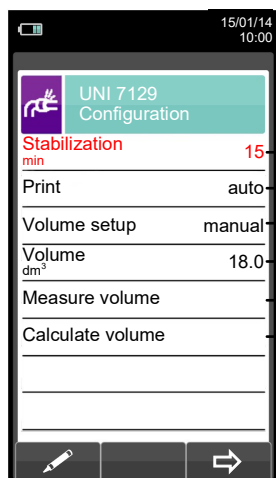 15/01/14
10:00
UNI 7129
Configuration
Stabilization
min 15
Print auto
Volume setup manual
Volume
dm³ 18.0
Measure volume
Calculate volume